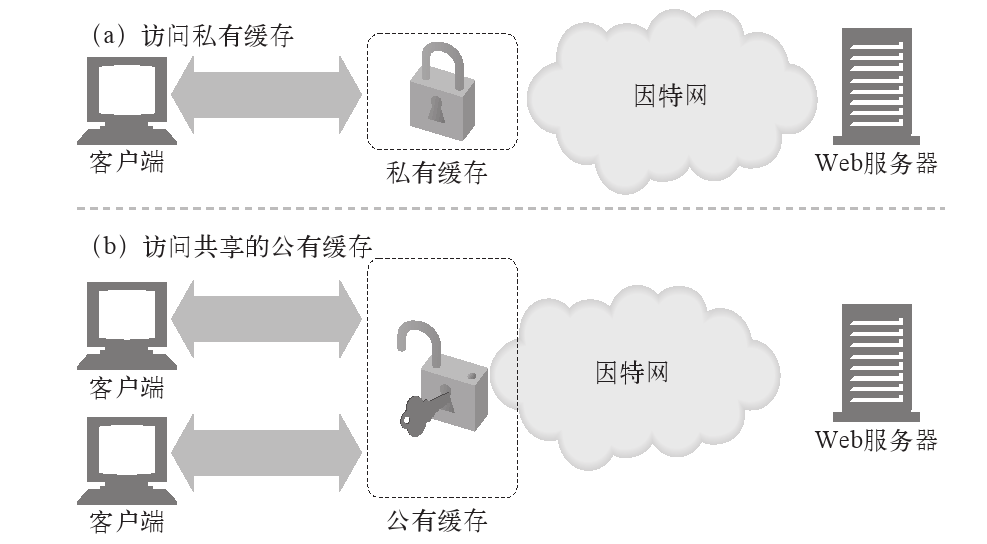 （a）访问私有缓存
因特网
客户端
私有缓存
Web服务器
（b）访问共享的公有缓存
因特网
客户端
Web服务器
客户端
公有缓存